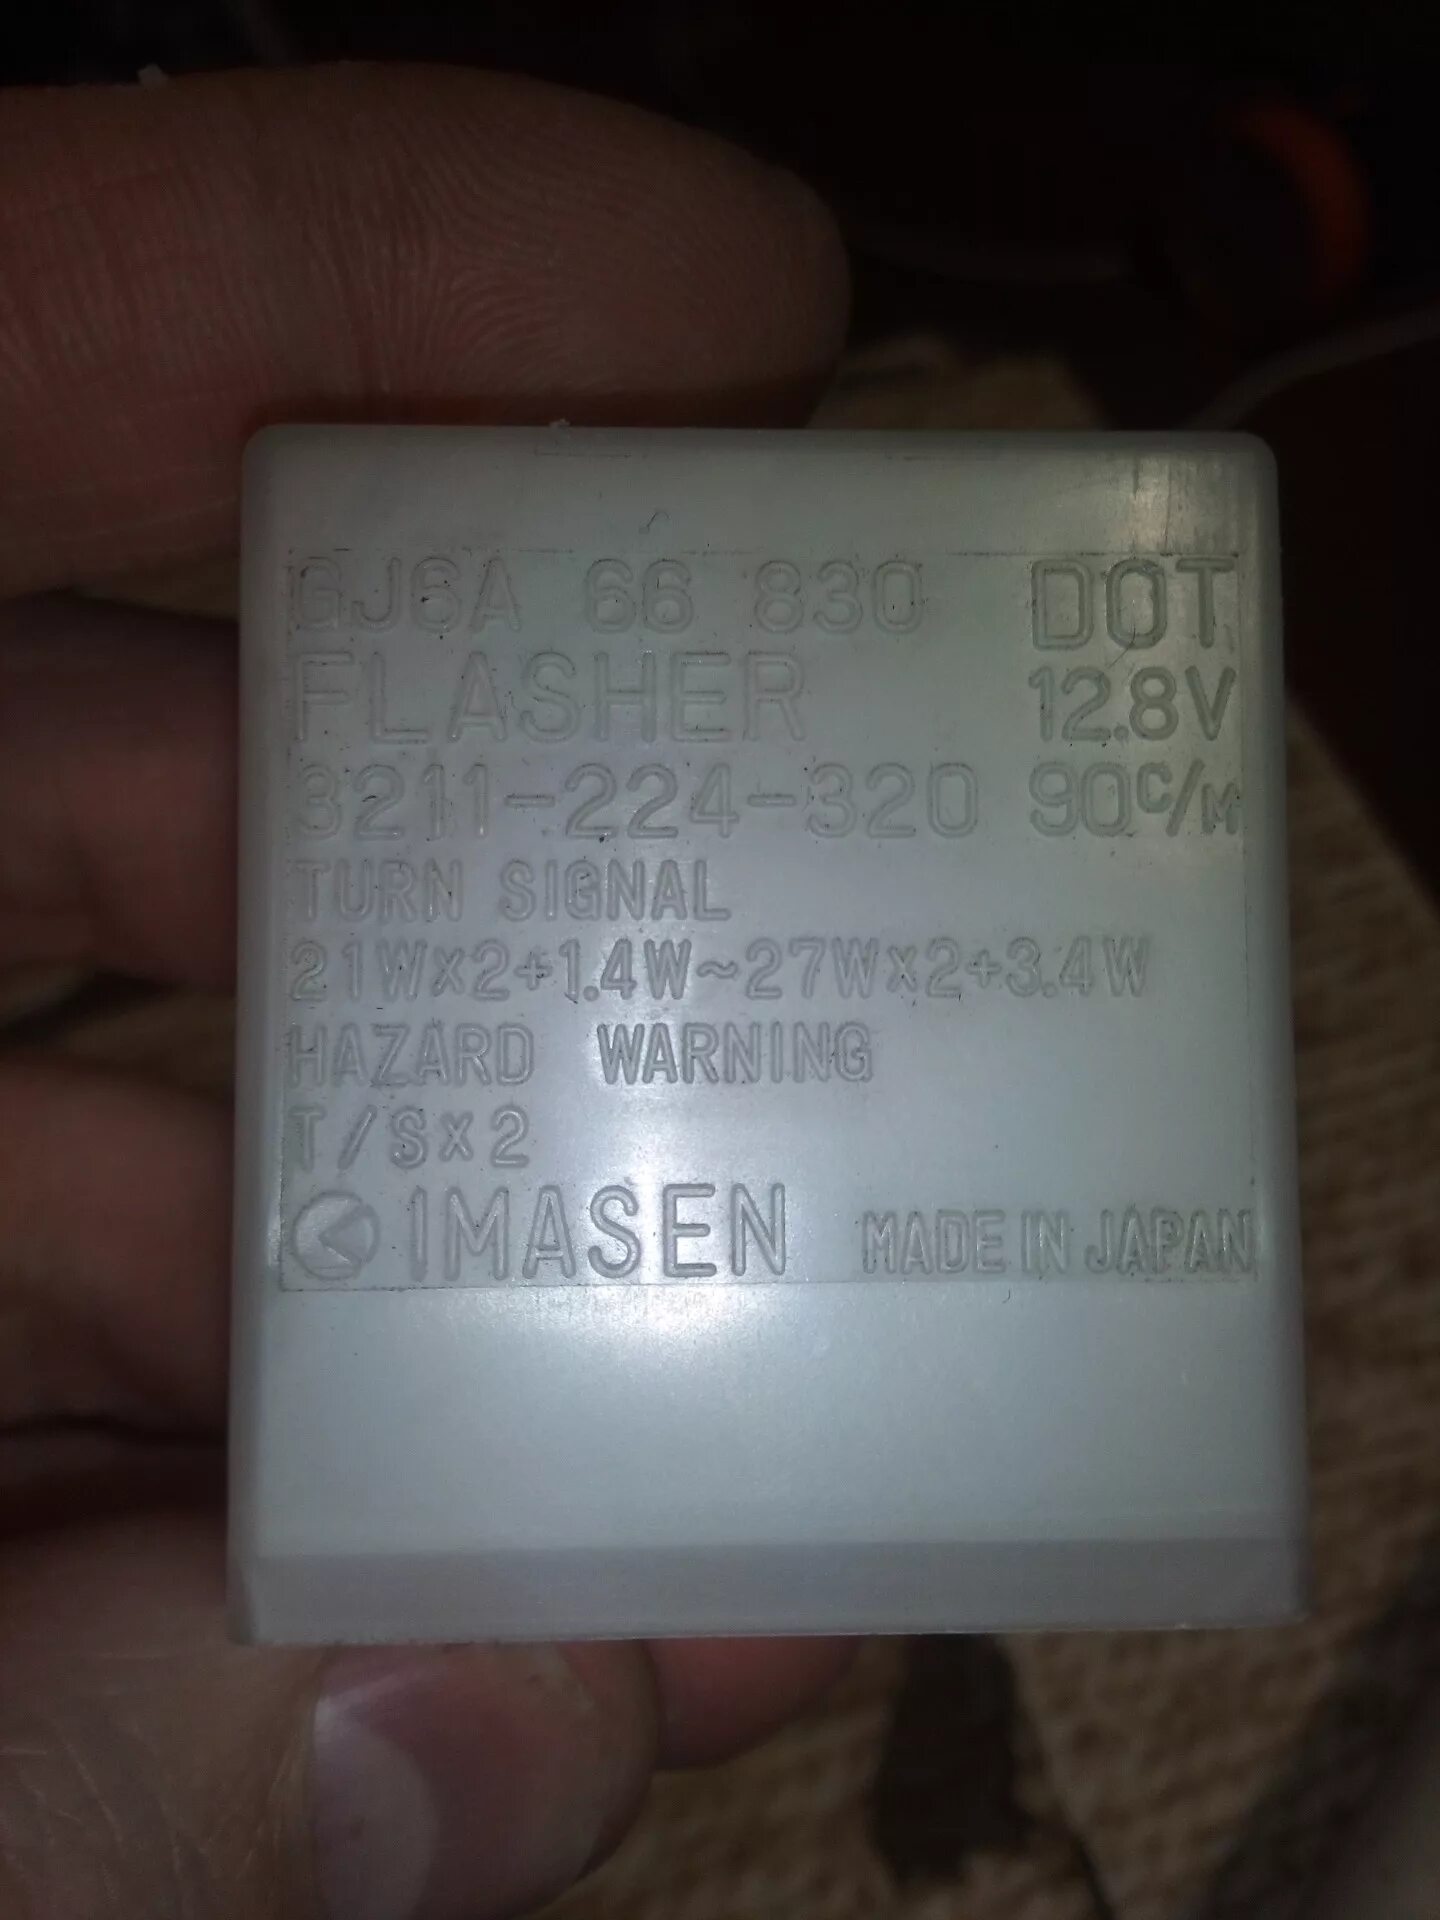 GJ6A 66 830 DOT
FLASHER 12.8V
3211-224-320 90C/M
TURN SIGNAL
21W×2+1.4W~27W×2+3.4W
HAZARD WARNING
T/S×2
IMASEN MADE IN JAPAN